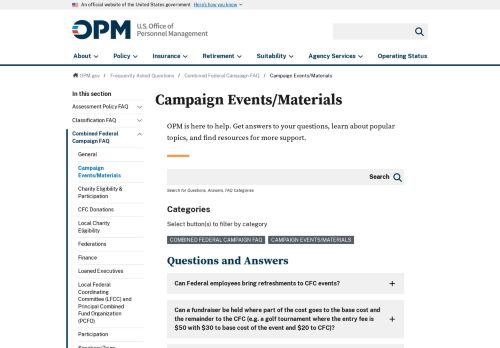 An official website of the United States government Here's how you know
OPM U.S. Office of
Personnel Management
About Policy Insurance Retirement Suitability Agency Services Operating Status
OPM.gov / Frequently Asked Questions / Combined Federal Campaign FAQ / Campaign Events/Materials
In this section
Assessment Policy FAQ
Classification FAQ
Combined Federal
Campaign FAQ
General
Campaign
Events/Materials
Charity Eligibility &
Participation
CFC Donations
Local Charity
Eligibility
Federations
Finance
Loaned Executives
Local Federal
Coordinating
Committee (LFCC) and
Principal Combined
Fund Organization
(PCFO)
Participation
Campaign Events/Materials
OPM is here to help. Get answers to your questions, learn about popular
topics, and find resources for more support.
Search
Search for Questions, Answers, FAQ Categories
Categories
Select button(s) to filter by category
COMBINED FEDERAL CAMPAIGN FAQ CAMPAIGN EVENTS/MATERIALS
Questions and Answers
Can Federal employees bring refreshments to CFC events?
Can a fundraiser be held where part of the cost goes to the base cost and
the remainder to the CFC (e.g. a golf tournament where the entry fee is
$50 with $30 to base cost of the event and $20 to CFC)?